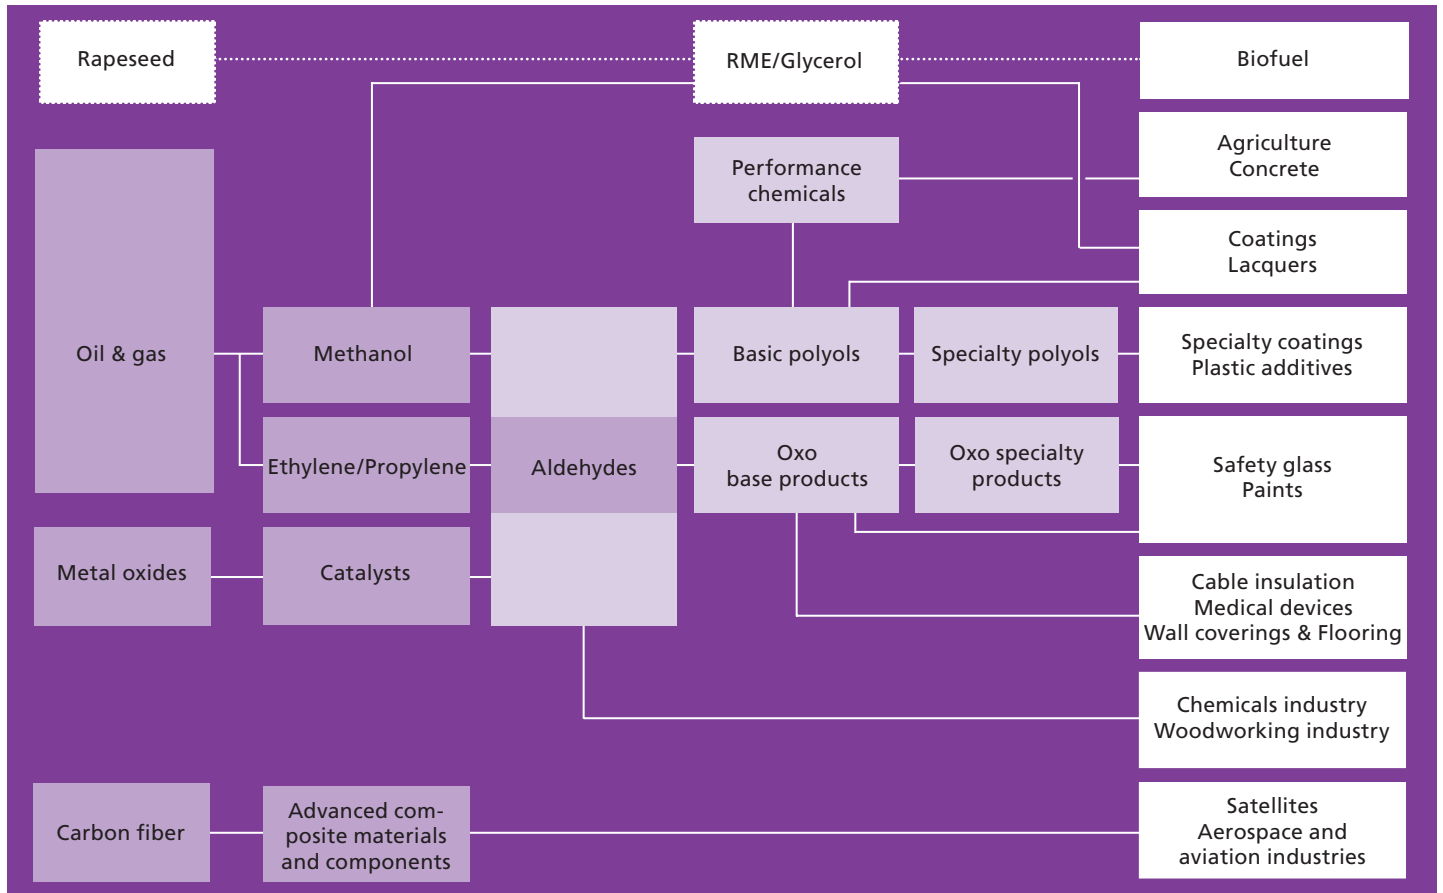 Rapeseed
RME/Glycerol
Biofuel
Agriculture
Concrete
Performance
chemicals
Coatings
Lacquers
Oil & gas
Methanol
Basic polyols
Specialty polyols
Specialty coatings
Plastic additives
Ethylene/Propylene
Aldehydes
Oxo
base products
Oxo specialty
products
Safety glass
Paints
Metal oxides
Catalysts
Cable insulation
Medical devices
Wall coverings & Flooring
Chemicals industry
Woodworking industry
Carbon fiber
Advanced com-
posite materials
and components
Satellites
Aerospace and
aviation industries